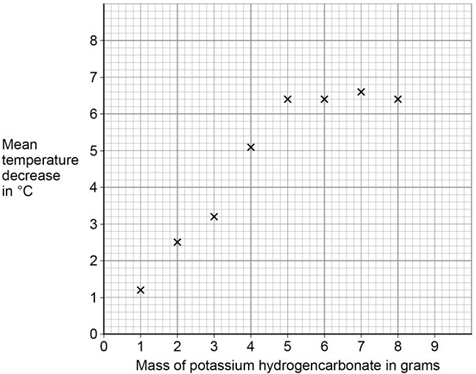 8
7
6
5
4
3
2
1
0
Mean
temperature
decrease
in °C
0 1 2 3 4 5 6 7 8 9
Mass of potassium hydrogencarbonate in grams